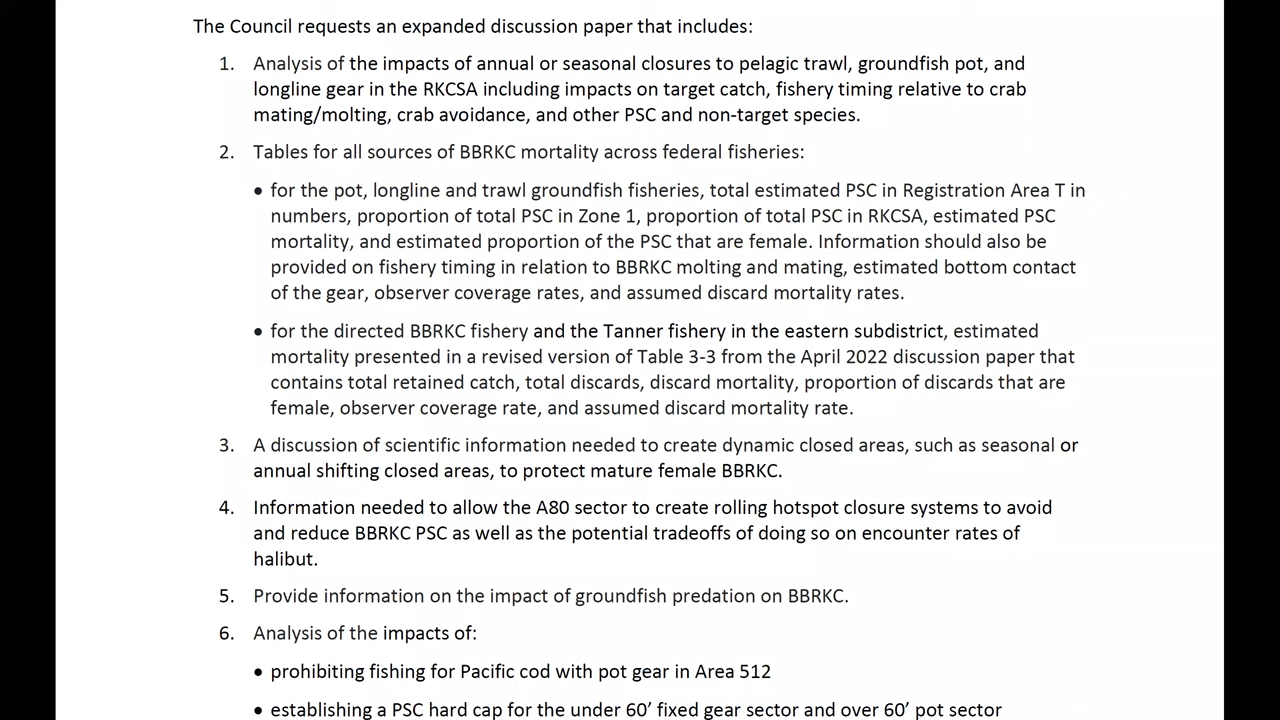 The Council requests an expanded discussion paper that includes:
1. Analysis of the impacts of annual or seasonal closures to pelagic trawl, groundfish pot, and
longline gear in the RKCSA including impacts on target catch, fishery timing relative to crab
mating/molting, crab avoidance, and other PSC and non-target species.
2. Tables for all sources of BBRKC mortality across federal fisheries:
• for the pot, longline and trawl groundfish fisheries, total estimated PSC in Registration Area T in
numbers, proportion of total PSC in Zone 1, proportion of total PSC in RKCSA, estimated PSC
mortality, and estimated proportion of the PSC that are female. Information should also be
provided on fishery timing in relation to BBRKC molting and mating, estimated bottom contact
of the gear, observer coverage rates, and assumed discard mortality rates.
• for the directed BBRKC fishery and the Tanner fishery in the eastern subdistrict, estimated
mortality presented in a revised version of Table 3-3 from the April 2022 discussion paper that
contains total retained catch, total discards, discard mortality, proportion of discards that are
female, observer coverage rate, and assumed discard mortality rate.
3. A discussion of scientific information needed to create dynamic closed areas, such as seasonal or
annual shifting closed areas, to protect mature female BBRKC.
4. Information needed to allow the A80 sector to create rolling hotspot closure systems to avoid
and reduce BBRKC PSC as well as the potential tradeoffs of doing so on encounter rates of
halibut.
5. Provide information on the impact of groundfish predation on BBRKC.
6. Analysis of the impacts of:
• prohibiting fishing for Pacific cod with pot gear in Area 512
• establishing a PSC hard cap for the under 60’ fixed gear sector and over 60’ pot sector